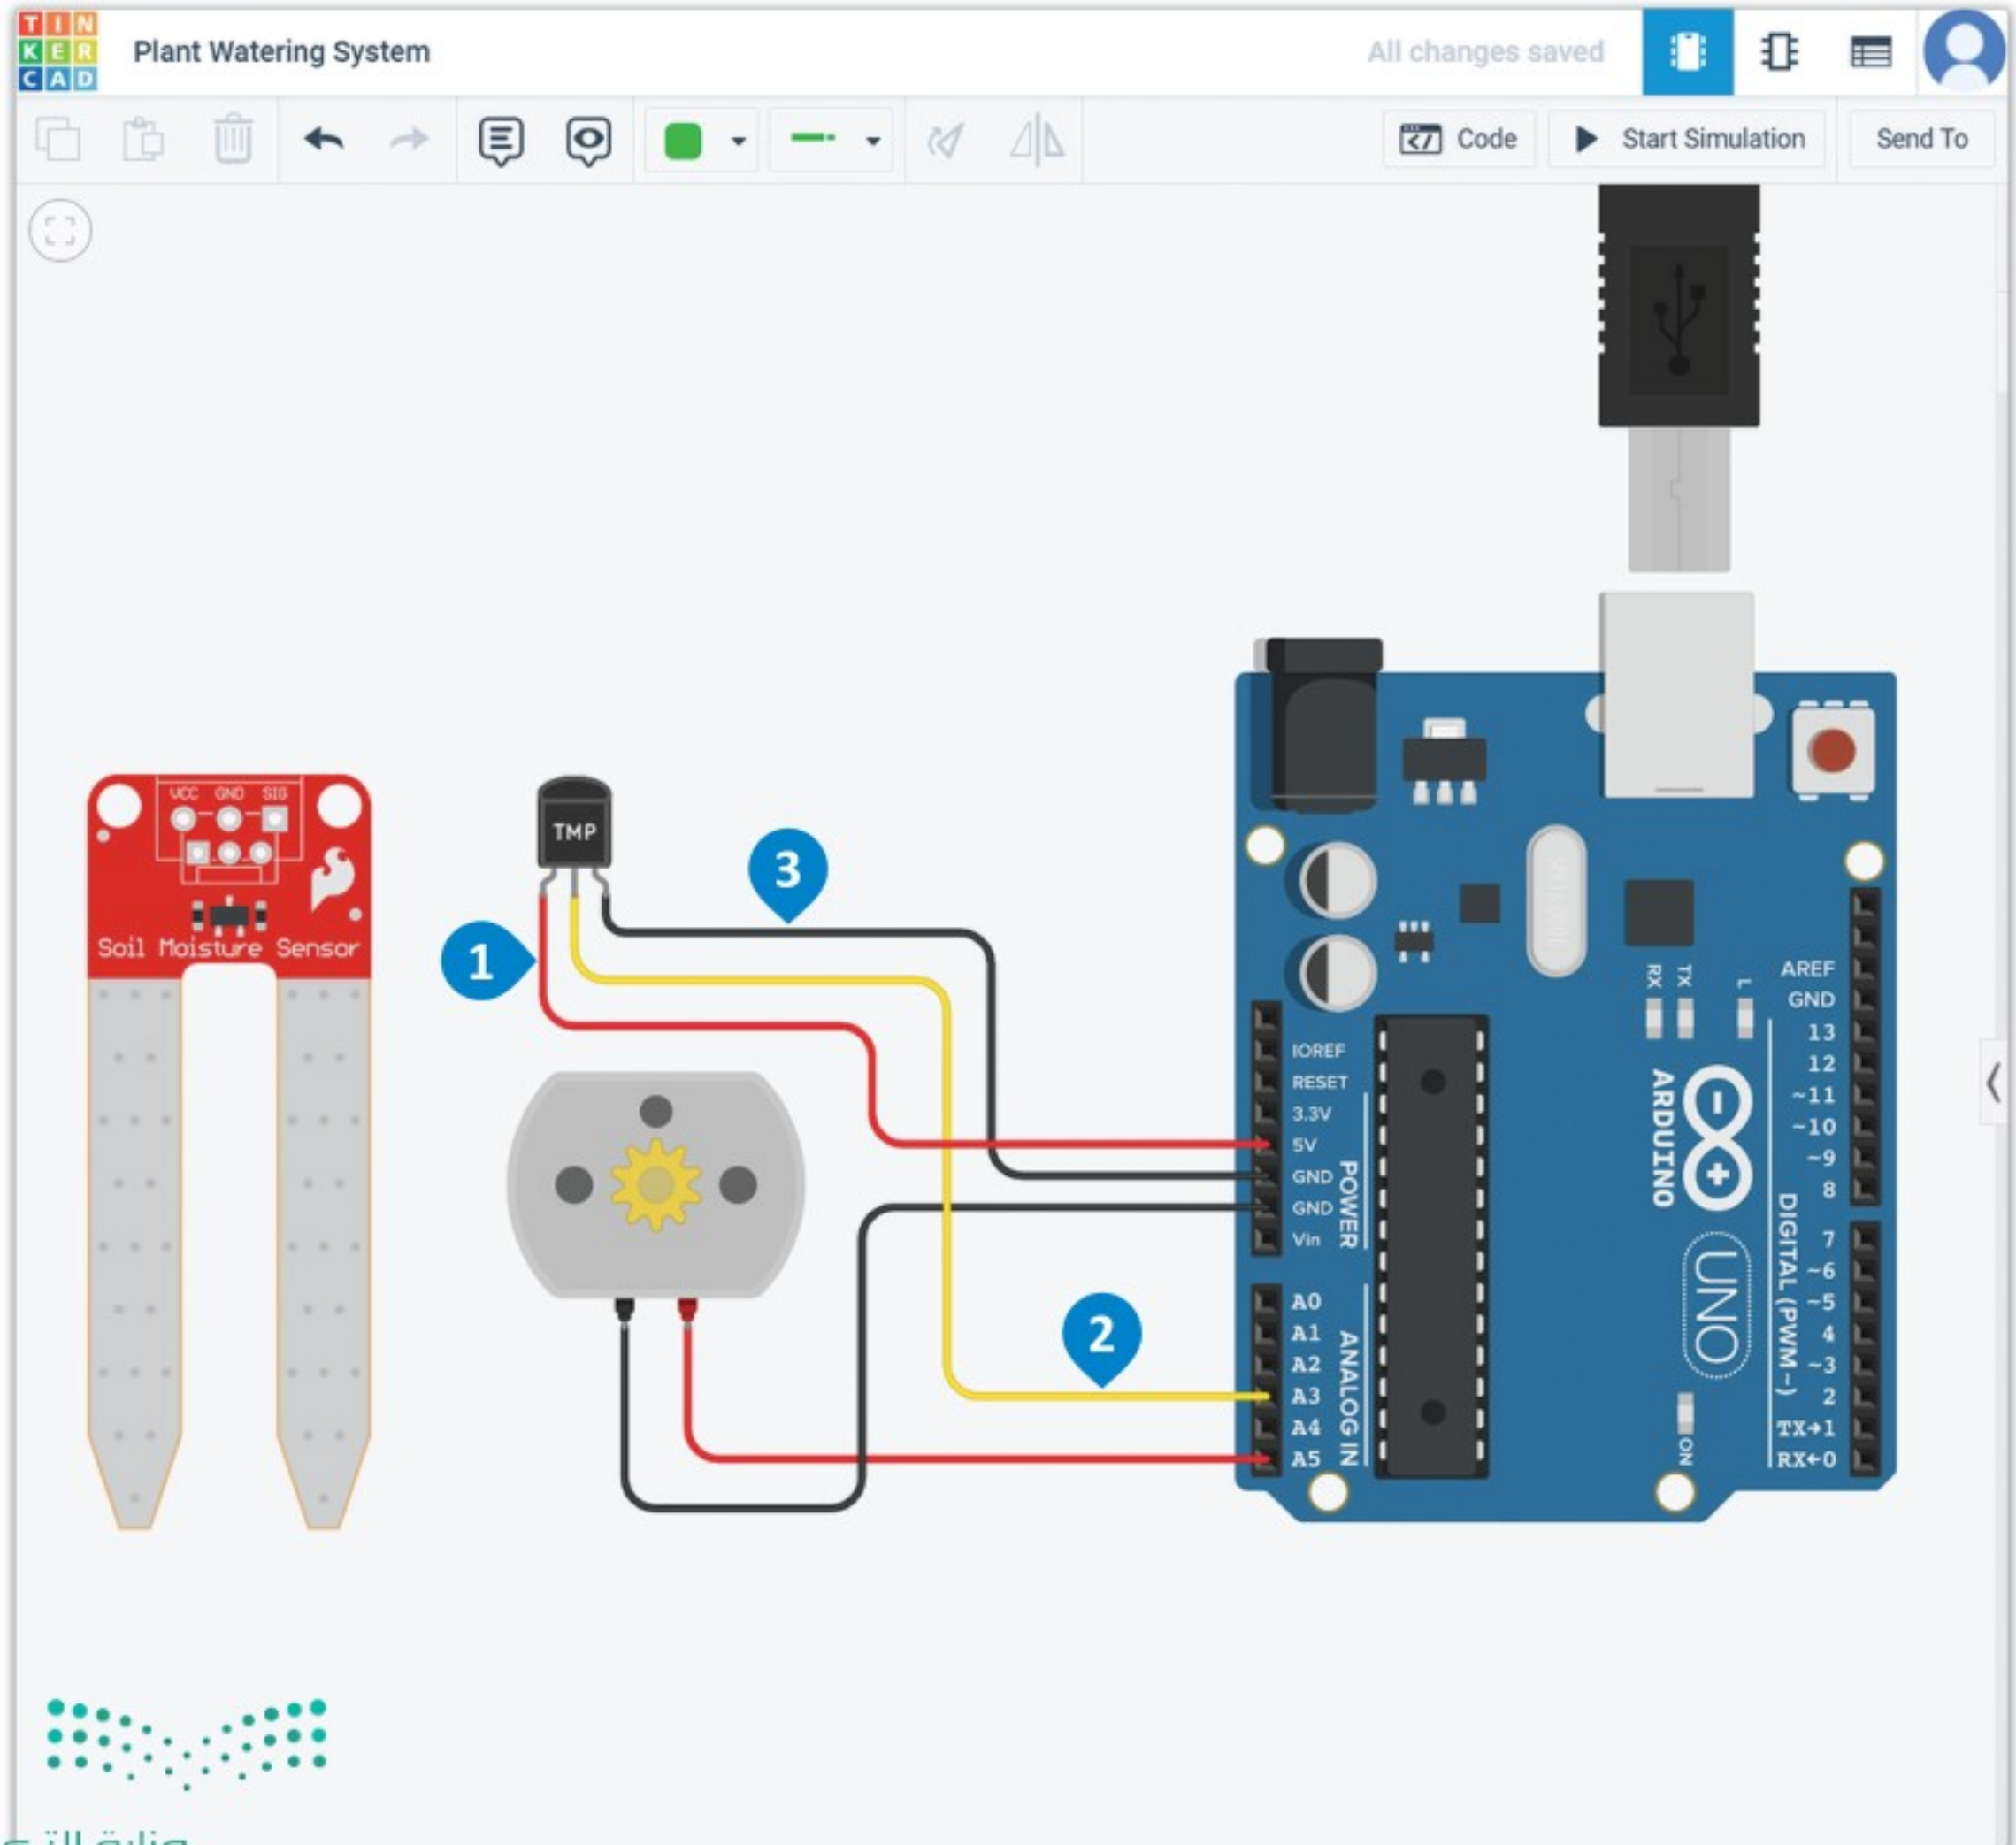 TIN
KER
CAD
Plant Watering System
All changes saved
Code
Start Simulation
Send To
VCC GND SIG
Soil Moisture Sensor
TMP
3
1
2
IOREF
RESET
3.3V
5V
GND
GND
Vin
POWER
A0
A1
A2
A3
A4
A5
ANALOG IN
RX
TX
L
ARDUINO
UNO
ON
AREF
GND
13
12
~11
~10
~9
8
7
~6
~5
4
~3
2
TX→1
RX←0
DIGITAL (PWM~)